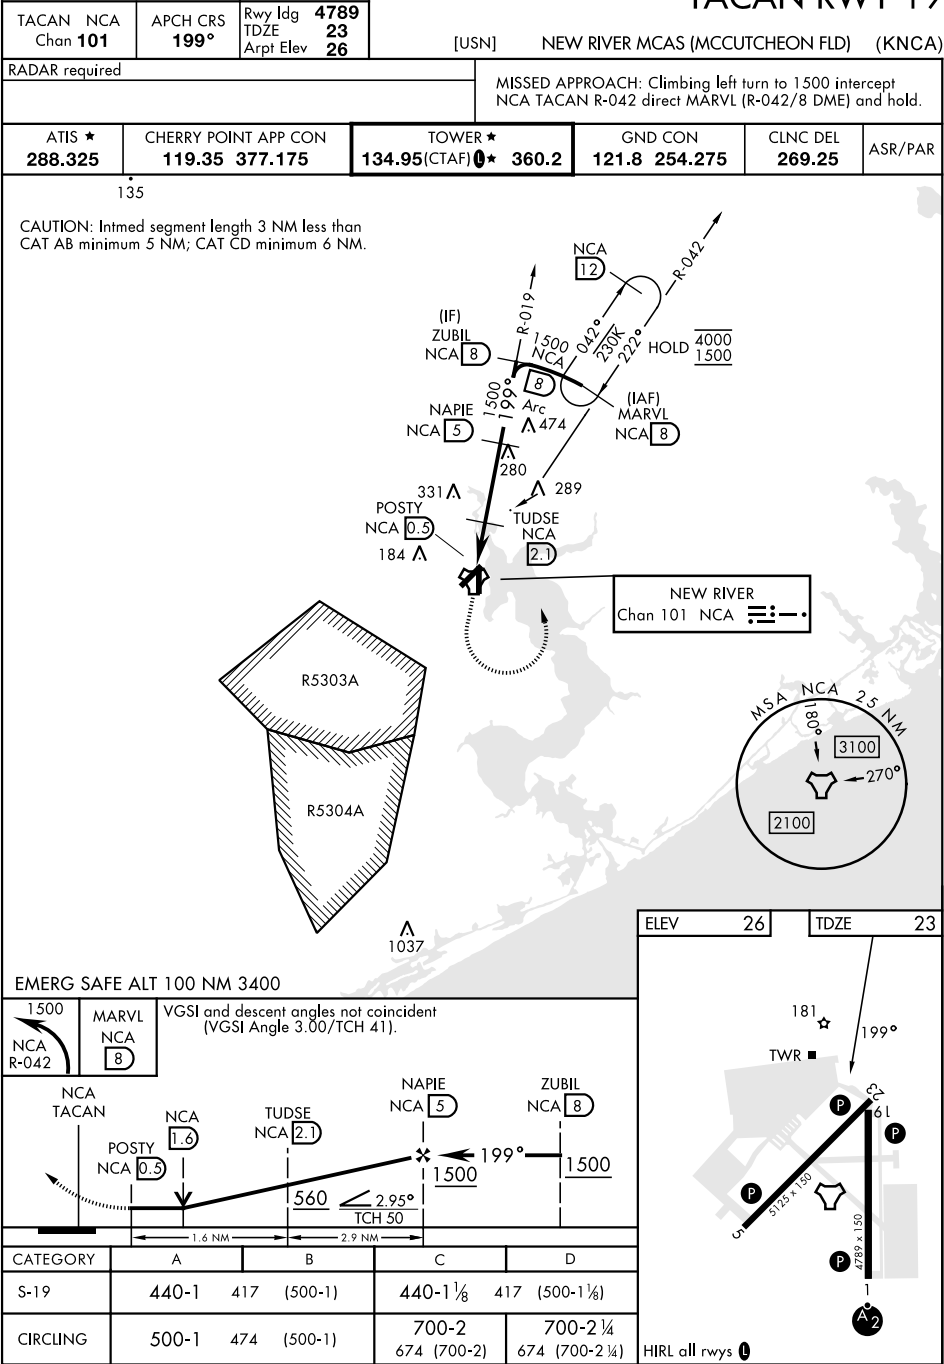 TACAN RWY 19
TACAN NCA
Chan 101
APCH CRS
199°
Rwy ldg 4789
TDZE 23
Arpt Elev 26
[USN] NEW RIVER MCAS (MCCUTCHEON FLD) (KNCA)
RADAR required
MISSED APPROACH: Climbing left turn to 1500 intercept
NCA TACAN R-042 direct MARVL (R-042/8 DME) and hold.
ATIS ★
288.325
CHERRY POINT APP CON
119.35 377.175
TOWER ★
134.95(CTAF) L ★ 360.2
GND CON
121.8 254.275
CLNC DEL
269.25
ASR/PAR
135
CAUTION: Intmed segment length 3 NM less than
CAT AB minimum 5 NM; CAT CD minimum 6 NM.
NCA
12
R-042
R-019
(IF)
ZUBIL
NCA 8
1500
NCA
8
Arc
042°
230K
222°
HOLD 4000
1500
(IAF)
MARVL
NCA 8
1500
199°
NAPIE
NCA 5
474
280
331
289
POSTY
NCA 0.5
TUDSE
NCA
2.1
184
NEW RIVER
Chan 101 NCA
R5303A
R5304A
MSA NCA 25 NM
180°
3100
270°
2100
1037
EMERG SAFE ALT 100 NM 3400
ELEV 26
TDZE 23
1500
NCA
R-042
MARVL
NCA
8
VGSI and descent angles not coincident
(VGSI Angle 3.00/TCH 41).
181
199°
TWR
23
19
P
P
P
P
5125 x 150
4789 x 150
5
1
A2
HIRL all rwys L
NCA
TACAN
POSTY
NCA 0.5
NCA
1.6
TUDSE
NCA 2.1
NAPIE
NCA 5
ZUBIL
NCA 8
199°
1500
1500
560
2.95°
TCH 50
1.6 NM
2.9 NM
CATEGORY A B C D
S-19 440-1 417 (500-1) 440-1⅛ 417 (500-1⅛)
CIRCLING 500-1 474 (500-1) 700-2 674 (700-2) 700-2¼ 674 (700-2¼)